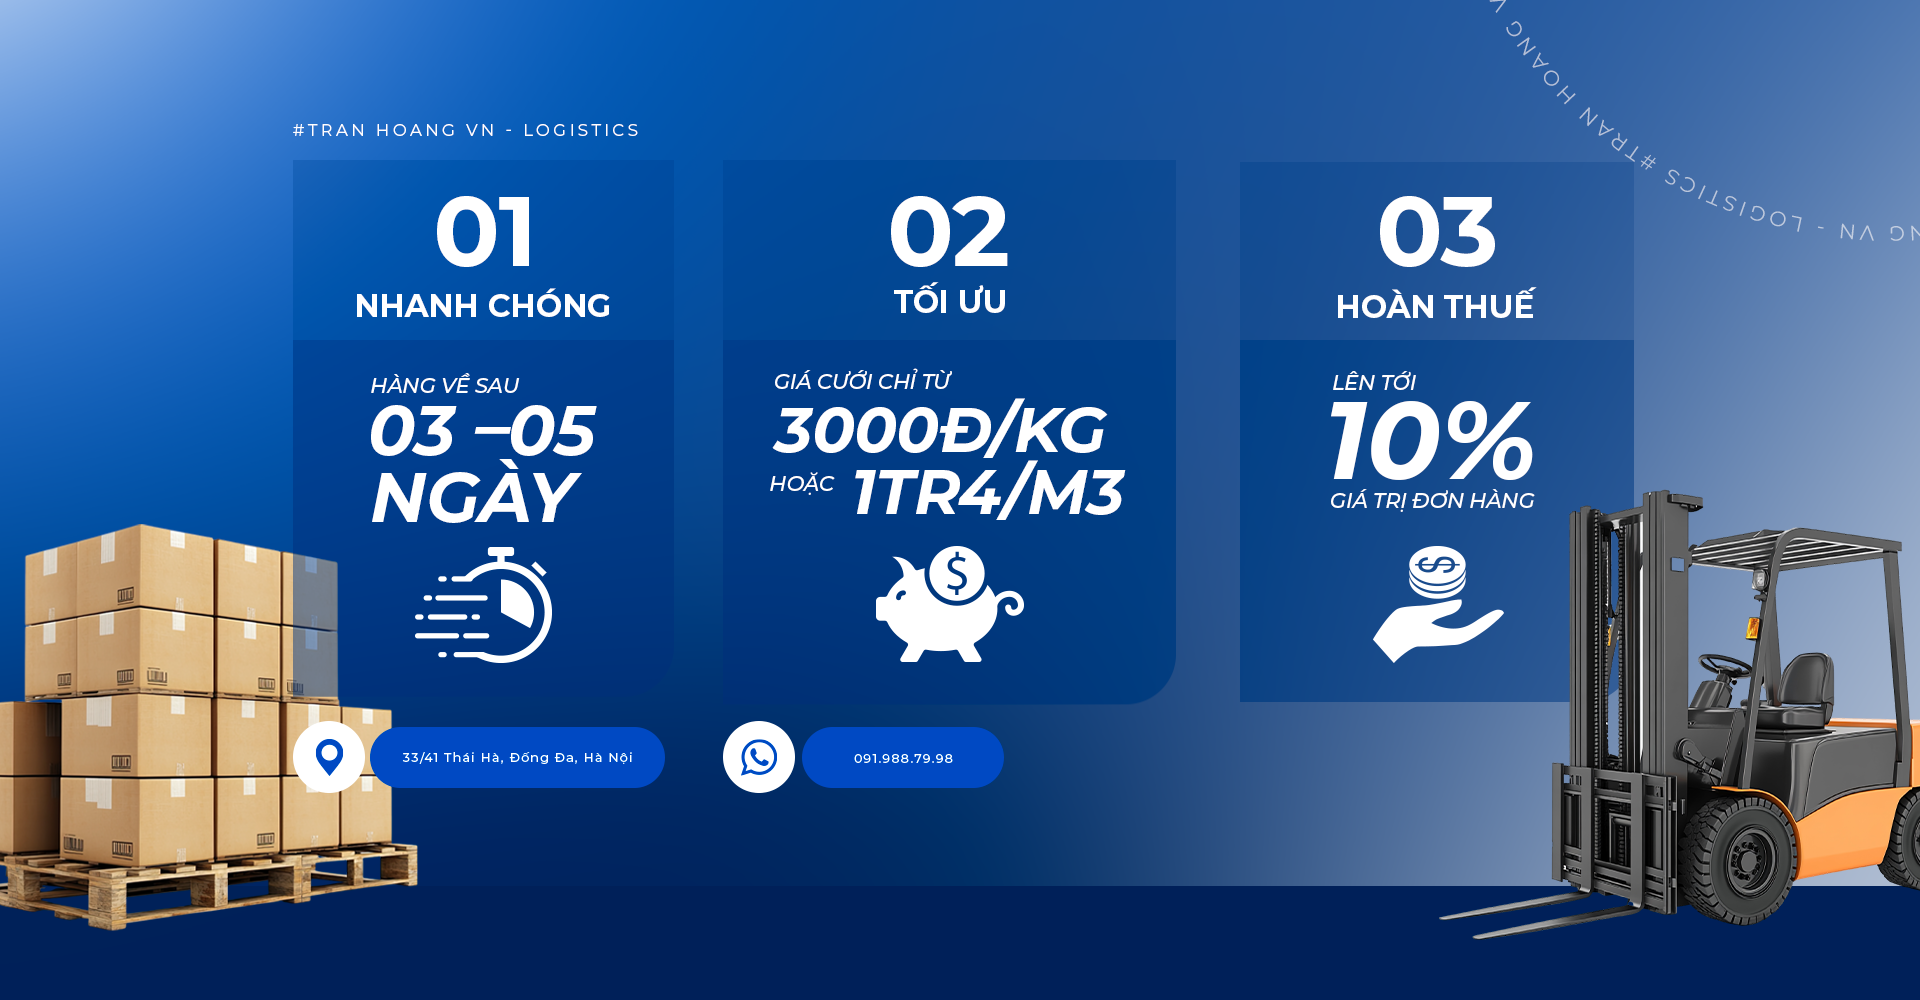 #TRAN HOANG VN - LOGISTICS
01
NHANH CHÓNG
HÀNG VỀ SAU
03 –05
NGÀY
02
TỐI ƯU
GIÁ CƯỚI CHỈ TỪ
3000Đ/KG
HOẶC 1TR4/M3
$
03
HOÀN THUẾ
LÊN TỚI
10%
GIÁ TRỊ ĐƠN HÀNG
$
33/41 Thái Hà, Đống Đa, Hà Nội
091.988.79.98
NG VN - LOGISTICS #TRAN HOANG V